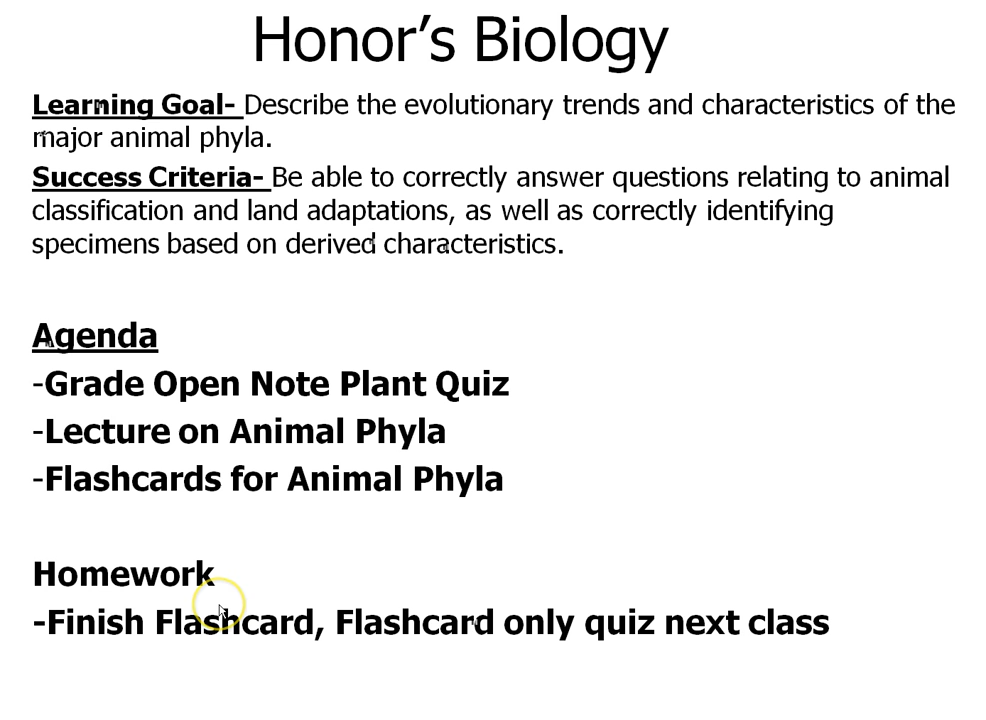 Honor’s Biology
Learning Goal- Describe the evolutionary trends and characteristics of the
major animal phyla.
Success Criteria- Be able to correctly answer questions relating to animal
classification and land adaptations, as well as correctly identifying
specimens based on derived characteristics.
Agenda
-Grade Open Note Plant Quiz
-Lecture on Animal Phyla
-Flashcards for Animal Phyla
Homework
-Finish Flashcard, Flashcard only quiz next class